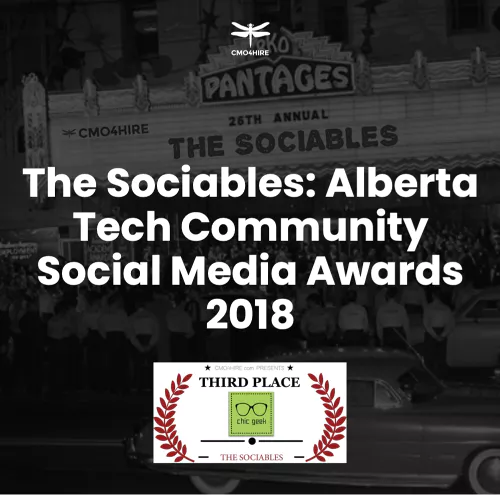 CMO4HIRE
RKO
PANTAGES
26TH ANNUAL
CMO4HIRE
THE SOCIABLES
The Sociables: Alberta
Tech Community
Social Media Awards
2018
★ CMO4HIRE.com PRESENTS ★
THIRD PLACE
chic geek
THE SOCIABLES